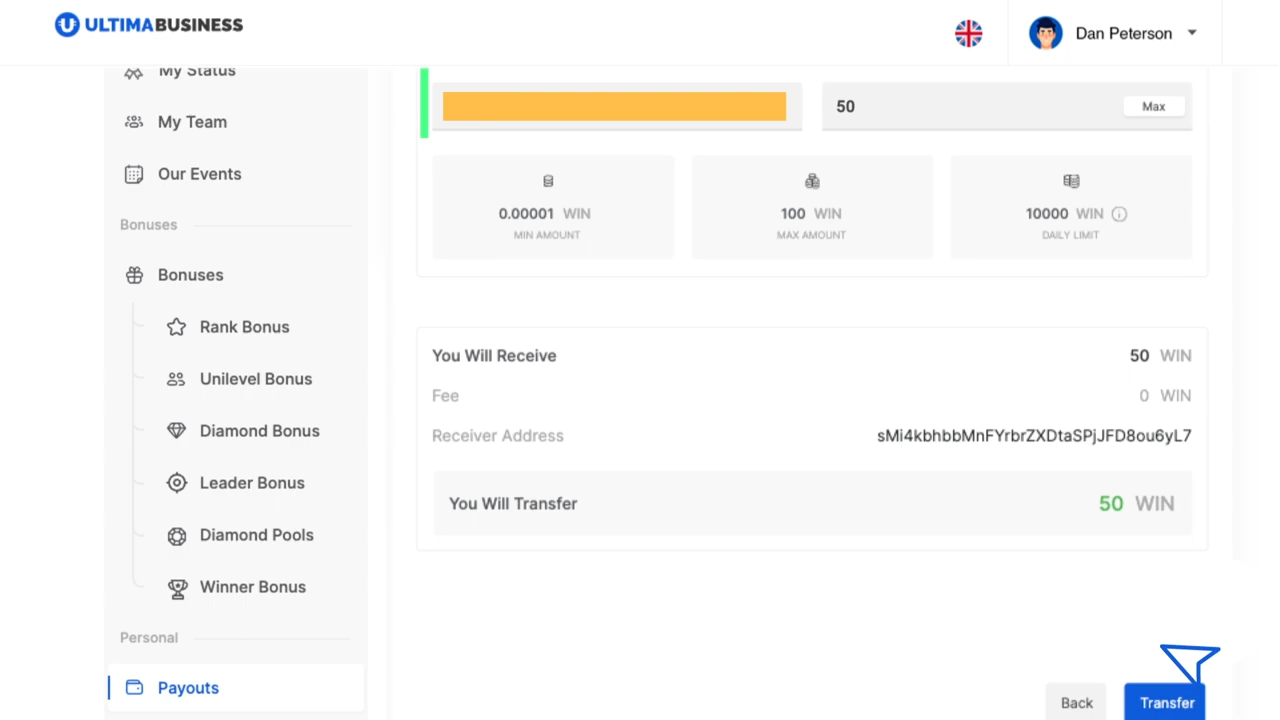 ULTIMABUSINESS
Dan Peterson
My Status
My Team
Our Events
Bonuses
Bonuses
Rank Bonus
Unilevel Bonus
Diamond Bonus
Leader Bonus
Diamond Pools
Winner Bonus
Personal
Payouts
50
Max
0.00001 WIN
MIN AMOUNT
100 WIN
MAX AMOUNT
10000 WIN
DAILY LIMIT
You Will Receive 50 WIN
Fee 0 WIN
Receiver Address sMi4kbhbbMnFYrbrZXDtaSPjJFD8ou6yL7
You Will Transfer 50 WIN
Back
Transfer